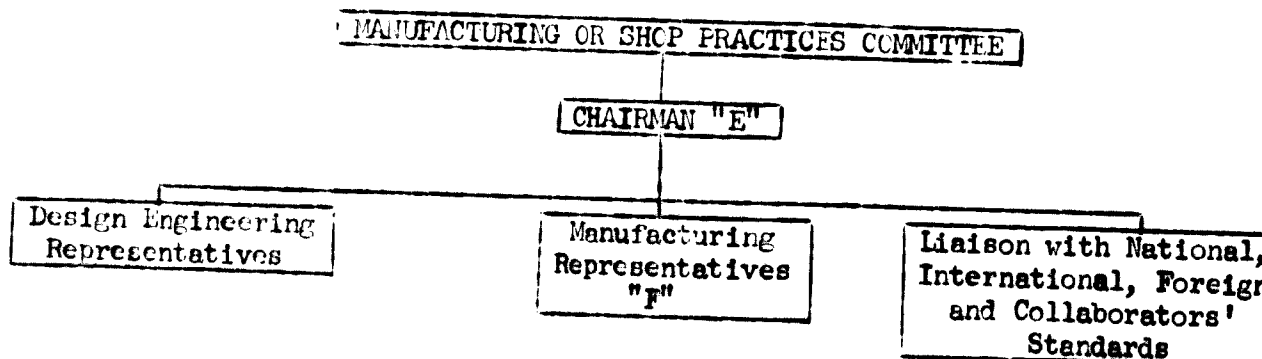 MANUFACTURING OR SHOP PRACTICES COMMITTEE
CHAIRMAN "E"
Design Engineering
Representatives
Manufacturing
Representatives
"F"
Liaison with National,
International, Foreign
and Collaborators'
Standards